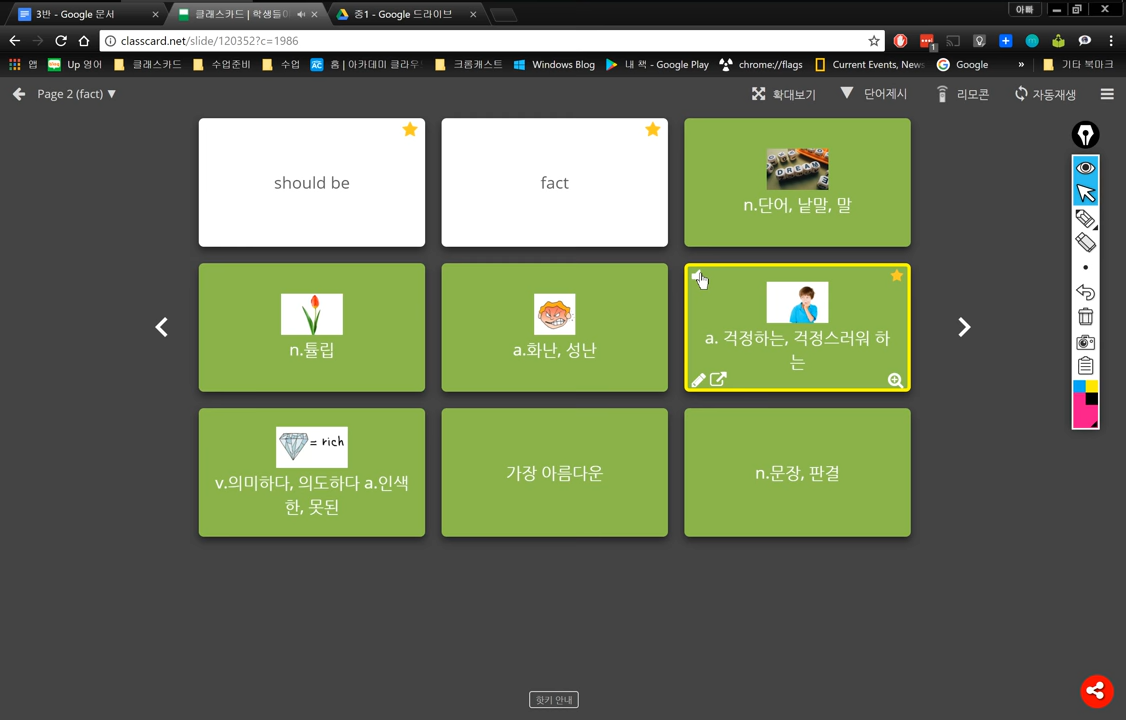 3반 - Google 문서
클래스카드 | 학생들이
중1 - Google 드라이브
아빠
classcard.net/slide/120352?c=1986
1
앱
Up 영어
클래스카드
수업준비
수업
홈 | 아카데미 클라우
크롬캐스트
Windows Blog
내 책 - Google Play
chrome://flags
Current Events, News
Google
»
기타 북마크
Page 2 (fact) ▼
확대보기
단어제시
리모콘
자동재생
should be
fact
DREAM
n.단어, 낱말, 말
n.튤립
a.화난, 성난
a. 걱정하는, 걱정스러워 하
는
= rich
v.의미하다, 의도하다 a.인색
한, 못된
가장 아름다운
n.문장, 판결
핫키 안내